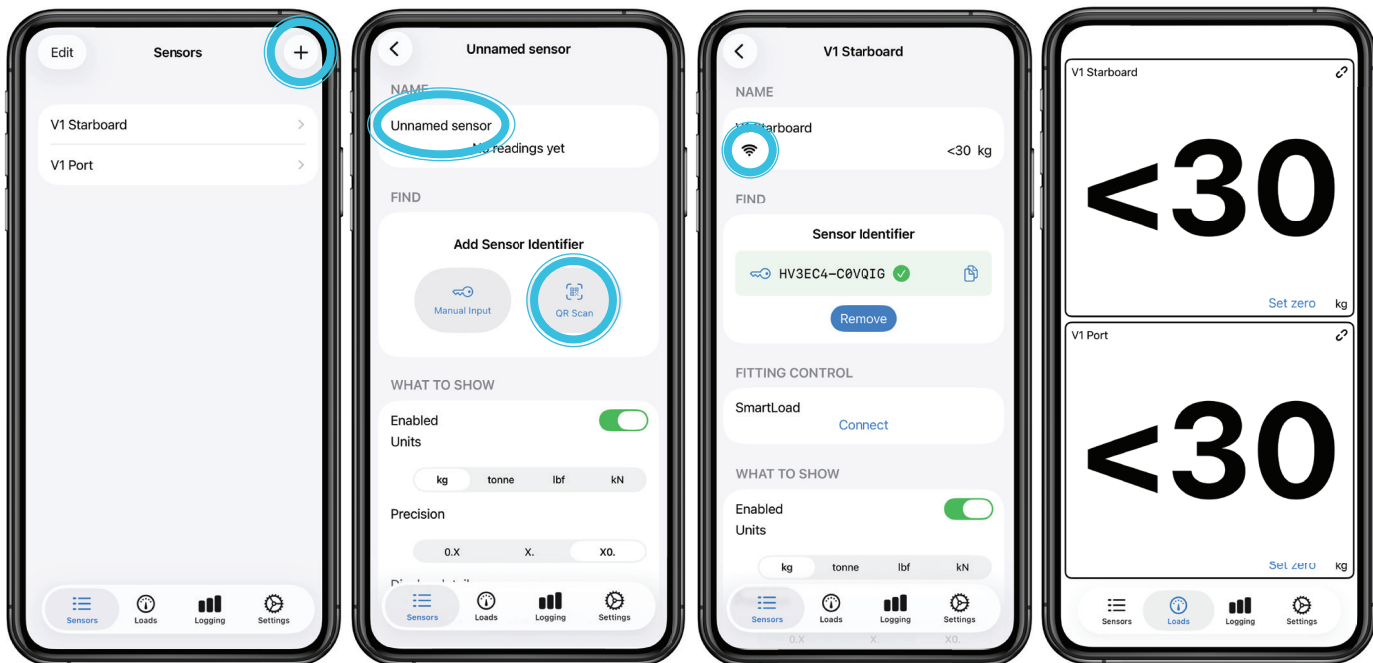 Edit Sensors +
V1 Starboard
V1 Port
Sensors Loads Logging Settings
Unnamed sensor
NAME
Unnamed sensor
No readings yet
FIND
Add Sensor Identifier
Manual Input QR Scan
WHAT TO SHOW
Enabled
Units
kg tonne lbf kN
Precision
0.X X. X0.
Sensors Loads Logging Settings
V1 Starboard
NAME
V1 Starboard
<30 kg
FIND
Sensor Identifier
HV3EC4-C0VQIG
Remove
FITTING CONTROL
SmartLoad
Connect
WHAT TO SHOW
Enabled
Units
kg tonne lbf kN
Sensors Loads Logging Settings
0.X X. X0.
V1 Starboard
<30
Set zero kg
V1 Port
<30
Set zero kg
Sensors Loads Logging Settings